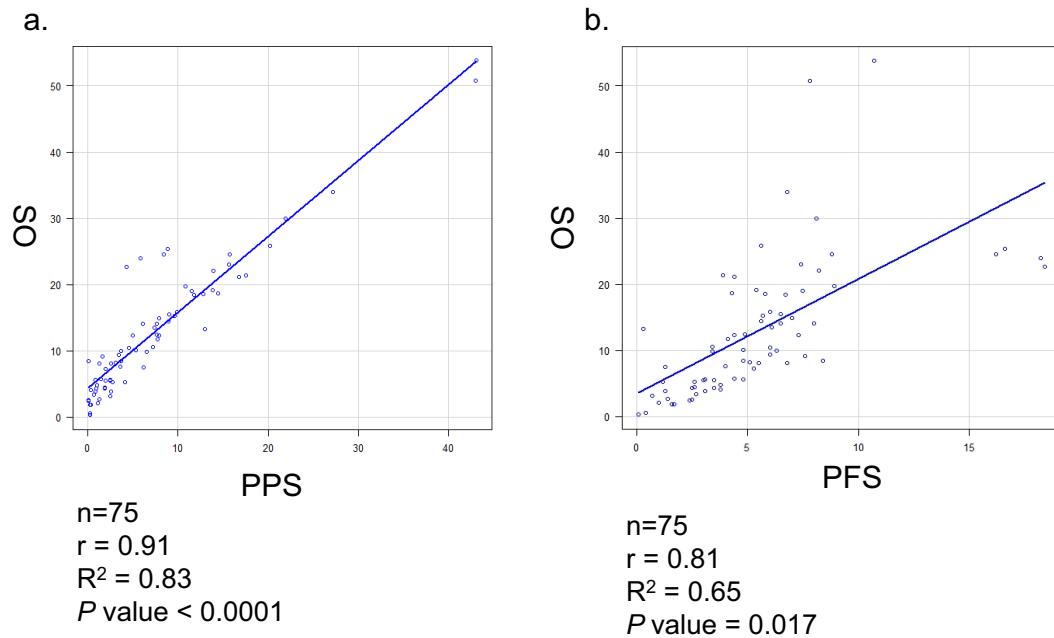 a.
50
40
30
20
10
0
OS
0 10 20 30 40
PPS
n=75
r = 0.91
R² = 0.83
P value < 0.0001
b.
50
40
30
20
10
0
OS
0 5 10 15
PFS
n=75
r = 0.81
R² = 0.65
P value = 0.017